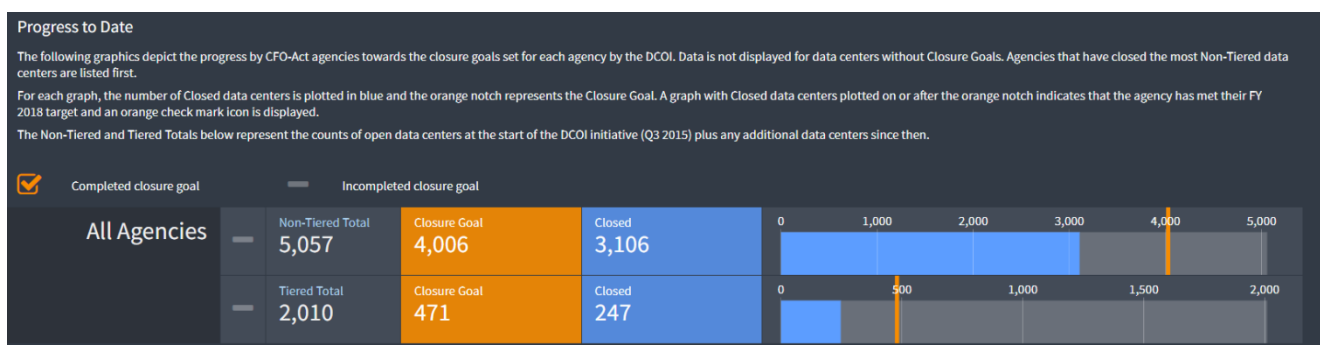 Progress to Date
The following graphics depict the progress by CFO-Act agencies towards the closure goals set for each agency by the DCOI. Data is not displayed for data centers without Closure Goals. Agencies that have closed the most Non-Tiered data
centers are listed first.
For each graph, the number of Closed data centers is plotted in blue and the orange notch represents the Closure Goal. A graph with Closed data centers plotted on or after the orange notch indicates that the agency has met their FY
2018 target and an orange check mark icon is displayed.
The Non-Tiered and Tiered Totals below represent the counts of open data centers at the start of the DCOI initiative (Q3 2015) plus any additional data centers since then.
Completed closure goal Incompleted closure goal
All Agencies
Non-Tiered Total Closure Goal Closed 0 1,000 2,000 3,000 4,000 5,000
5,057 4,006 3,106
Tiered Total Closure Goal Closed 0 500 1,000 1,500 2,000
2,010 471 247